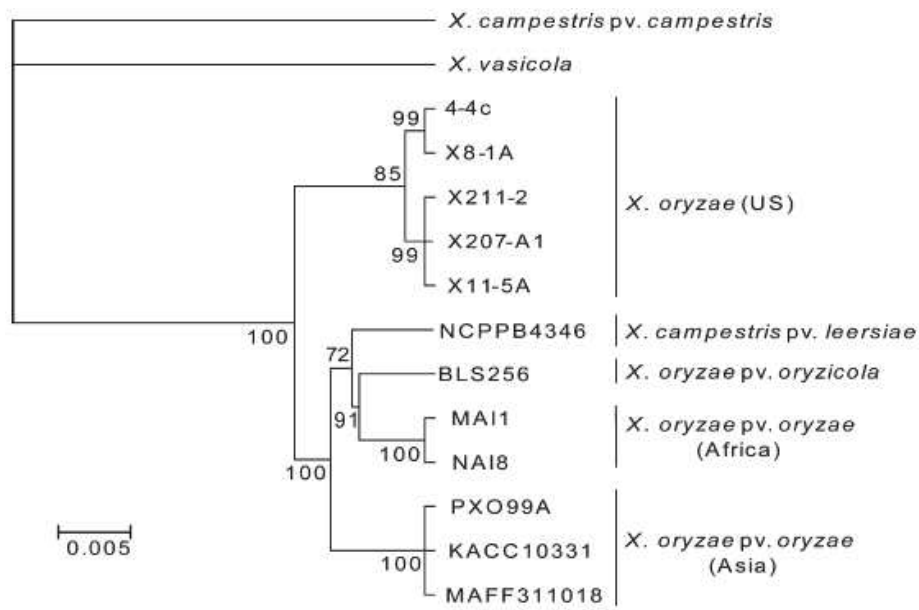 X. campestris pv. campestris
X. vasicola
4-4c
99
X8-1A
85
X211-2
X. oryzae (US)
X207-A1
99
X11-5A
100
NCPPB4346
X. campestris pv. leersiae
72
BLS256
X. oryzae pv. oryzicola
91
MAI1
X. oryzae pv. oryzae
(Africa)
100
NAI8
100
PXO99A
0.005
KACC10331
X. oryzae pv. oryzae
(Asia)
100
MAFF311018